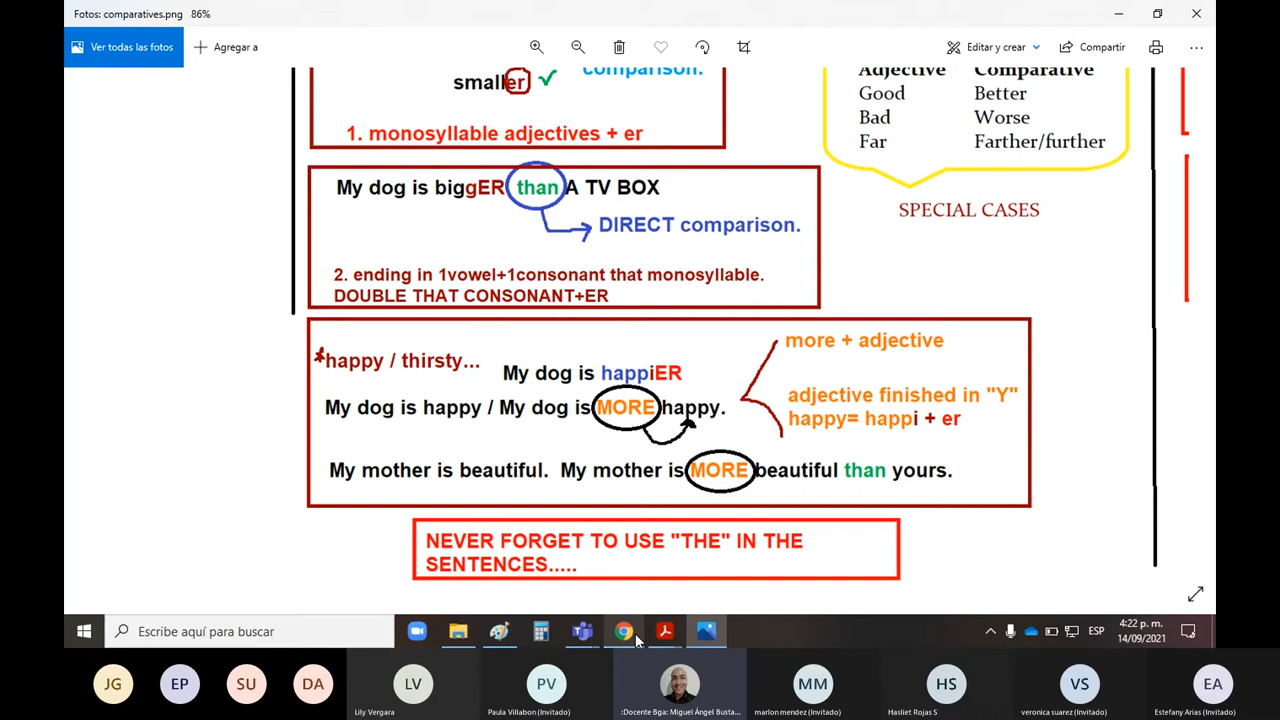 Fotos: comparatives.png 86%
Ver todas las fotos
Agregar a
Editar y crear
Compartir
smaller
comparison.
1. monosyllable adjectives + er
Adjective Comparative
Good Better
Bad Worse
Far Farther/further
SPECIAL CASES
My dog is biggER than A TV BOX
DIRECT comparison.
2. ending in 1vowel+1consonant that monosyllable.
DOUBLE THAT CONSONANT+ER
happy / thirsty...
My dog is happiER
My dog is happy / My dog is MORE happy.
more + adjective
adjective finished in "Y"
happy= happi + er
My mother is beautiful. My mother is MORE beautiful than yours.
NEVER FORGET TO USE "THE" IN THE
SENTENCES.....
Escribe aquí para buscar
ESP
4:22 p. m.
14/09/2021
JG
EP
SU
DA
LV
Lily Vergara
PV
Paula Villabon (Invitado)
:Docente Bga: Miguel Ángel Busta...
MM
marlon mendez (Invitado)
HS
Hasliet Rojas S
VS
veronica suarez (Invitado)
EA
Estefany Arias (Invitado)